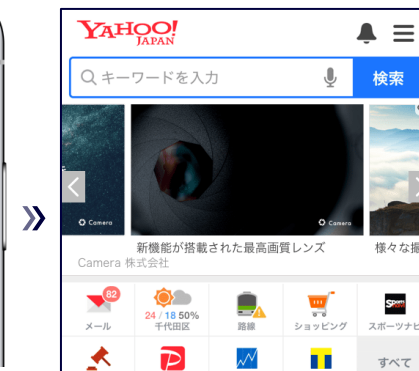 YAHOO!
JAPAN
キーワードを入力
検索
Camera
Camera
新機能が搭載された最高画質レンズ
様々な撮
Camera 株式会社
82
24 / 18 50%
メール
千代田区
路線
ショッピング
スポーツナビ
すべて